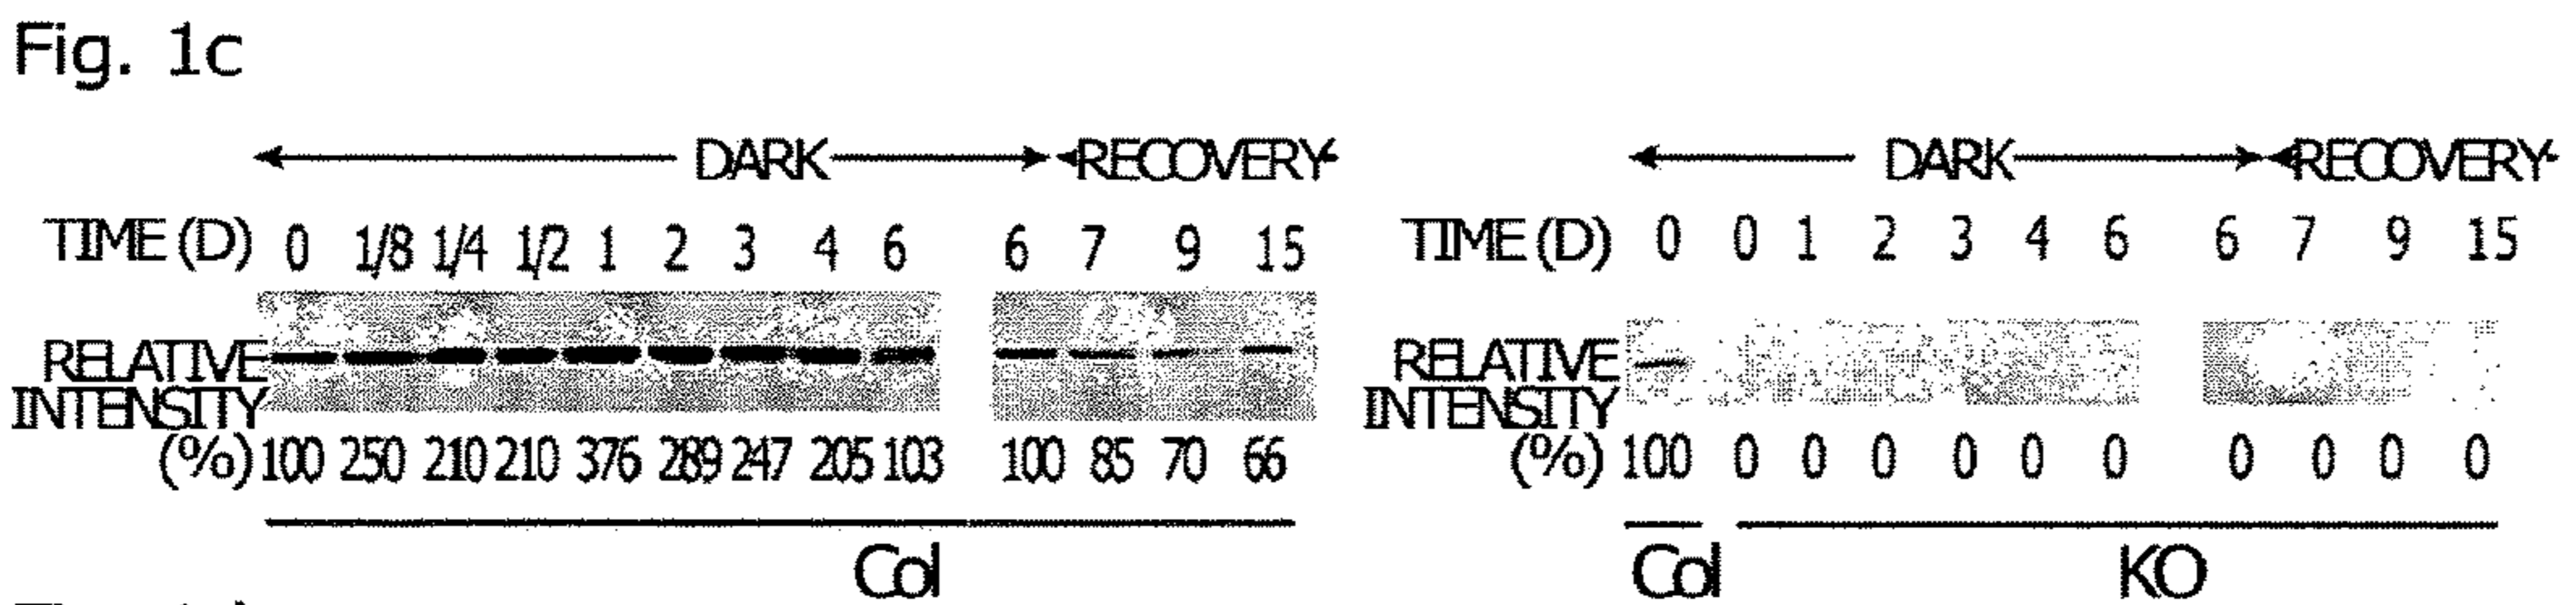 Fig. 1c
DARK RECOVERY DARK RECOVERY
TIME (D) 0 1/8 1/4 1/2 1 2 3 4 6 6 7 9 15 TIME (D) 0 0 1 2 3 4 6 6 7 9 15
RELATIVE RELATIVE
INTENSITY INTENSITY
(%) 100 250 210 210 376 289 247 205 103 100 85 70 66 (%) 100 0 0 0 0 0 0 0 0 0 0
Col Col KO